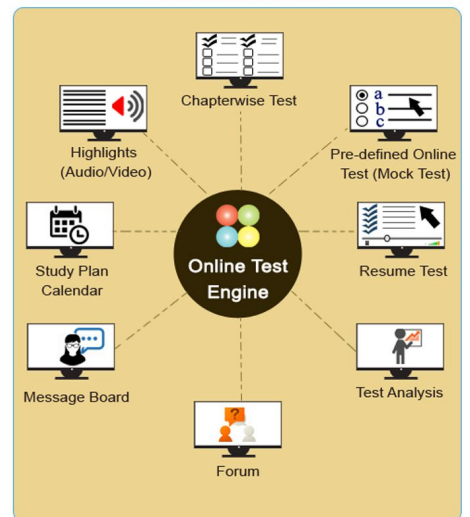 Chapterwise Test
Highlights
(Audio/Video)
a
b
c
Pre-defined Online
Test (Mock Test)
Study Plan
Calendar
Online Test
Engine
Resume Test
Message Board
Test Analysis
?
Forum